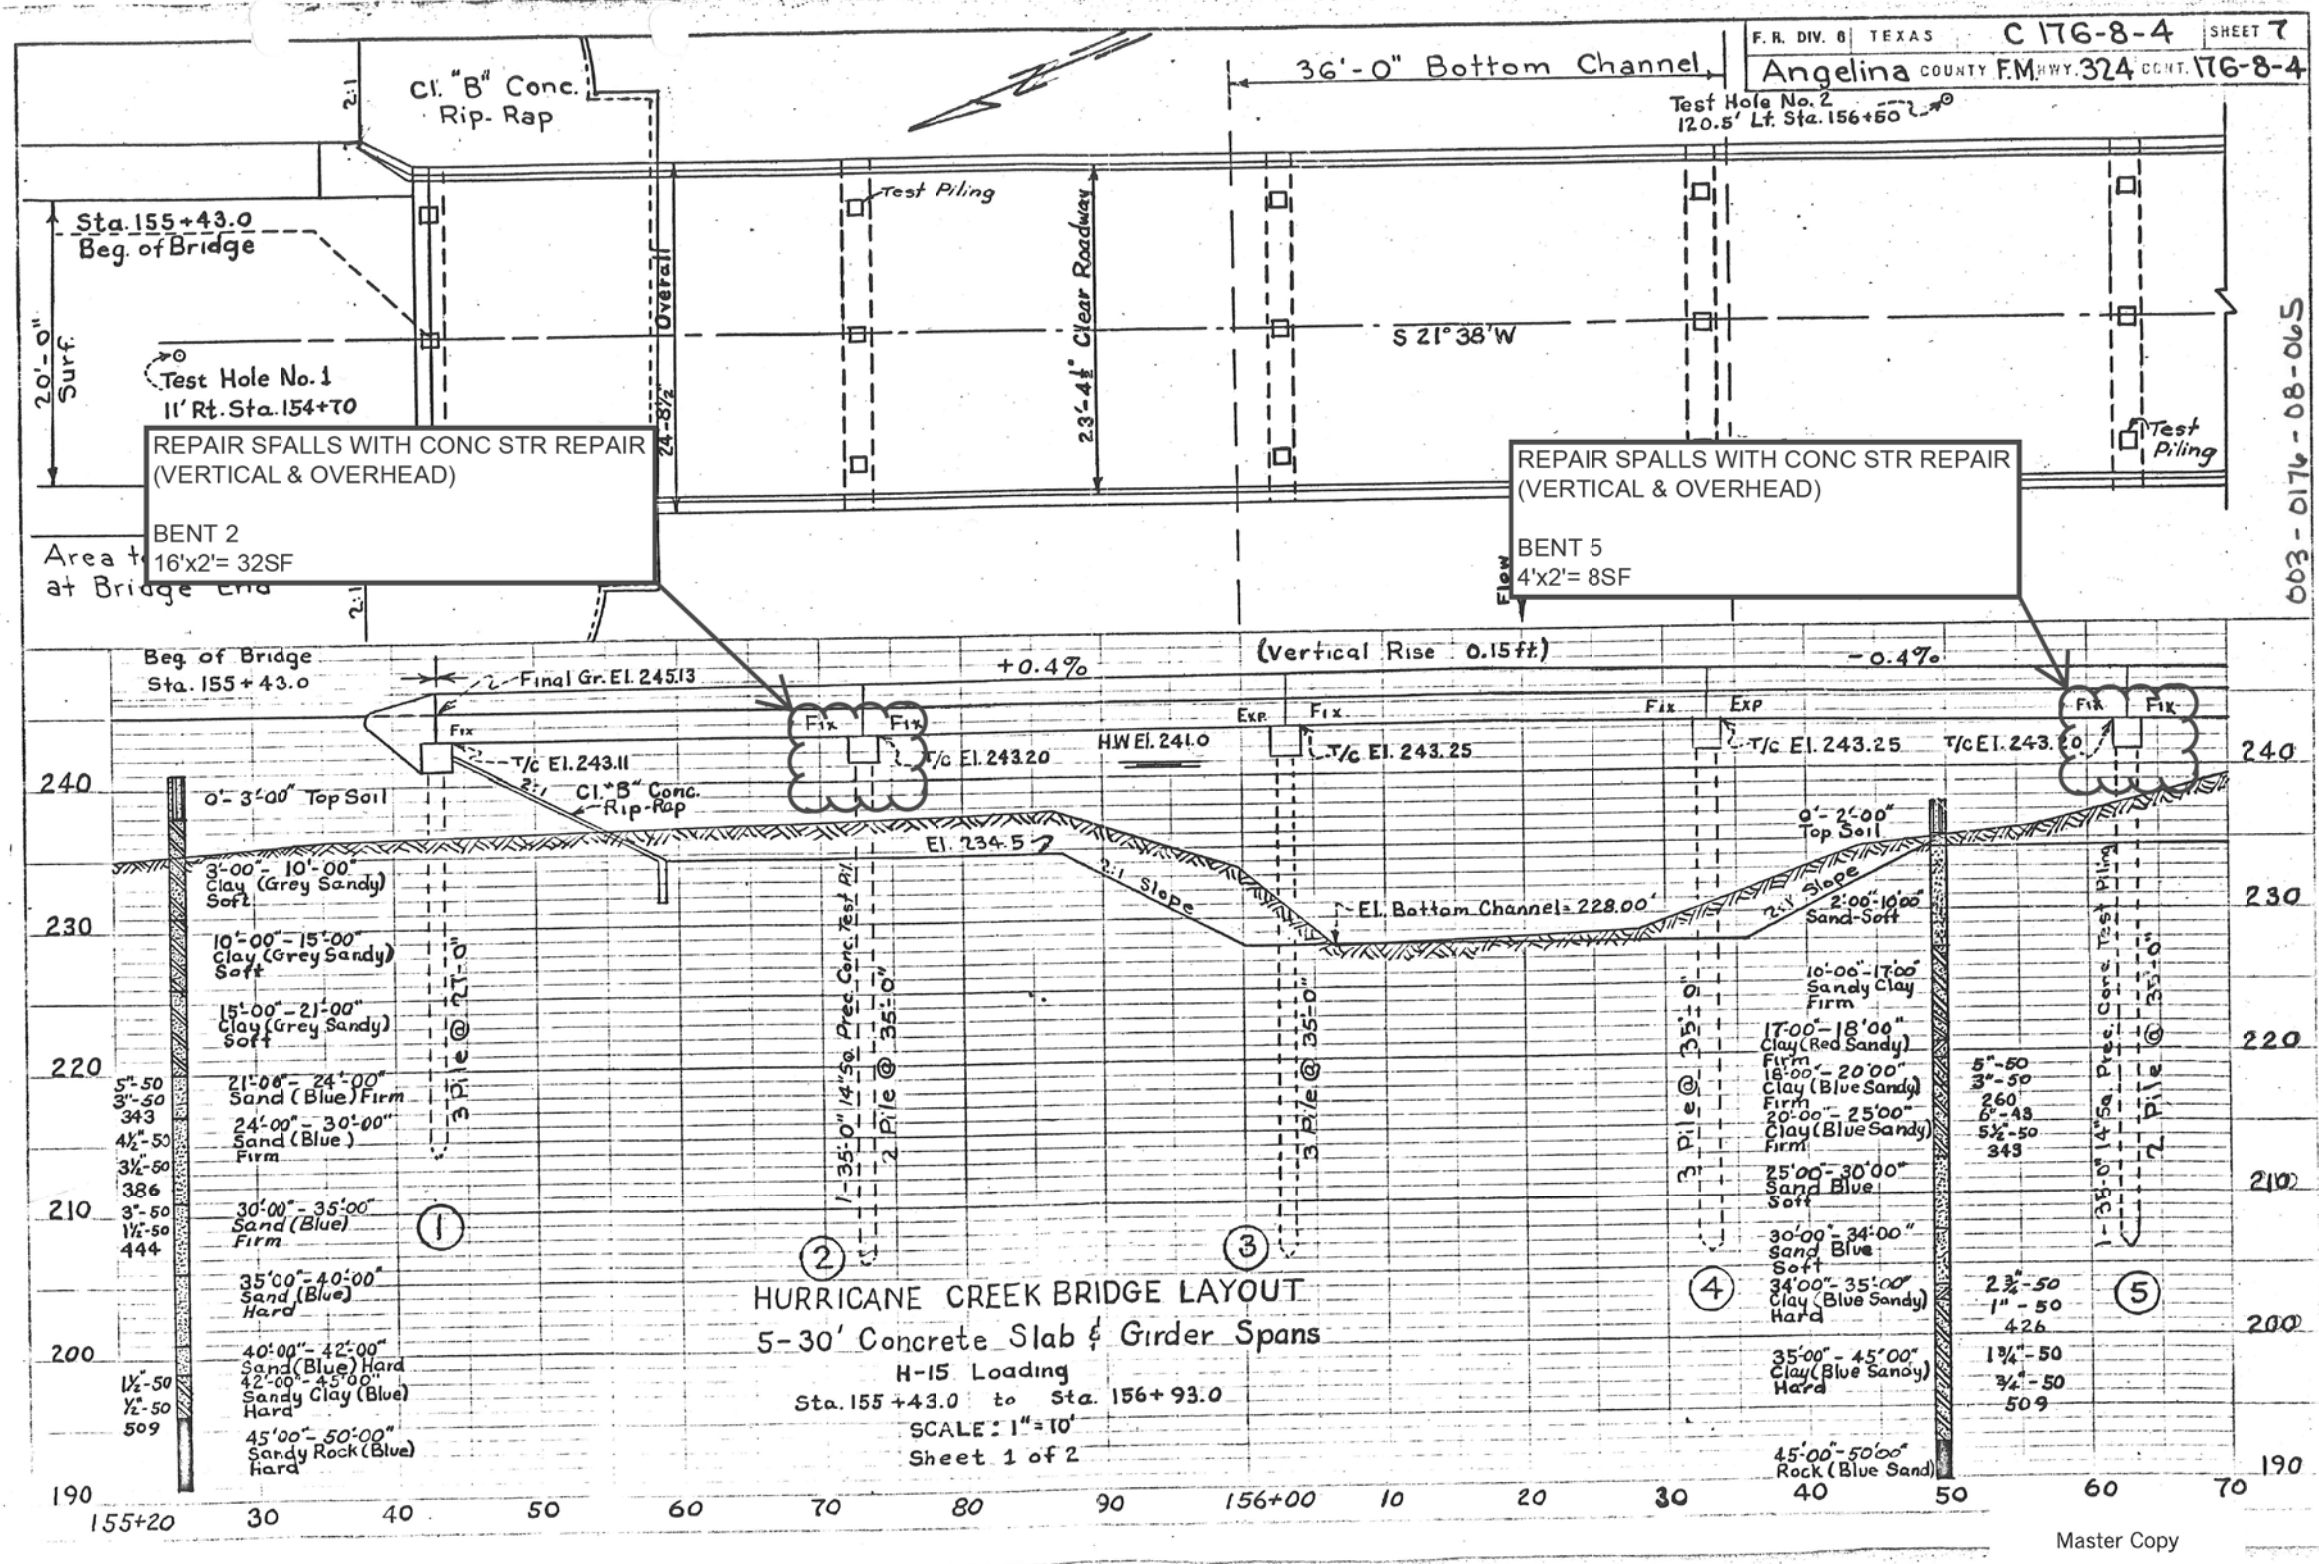 F. R. DIV. 6 TEXAS C 176-8-4 SHEET 7
Angelina COUNTY F.M. HWY. 324 CONT. 176-8-4
36'-0" Bottom Channel
Test Hole No. 2
120.5' Lt. Sta. 156+50
Cl. "B" Conc.
Rip-Rap
2:1
Test Piling
Sta. 155+43.0
Beg. of Bridge
20'-0"
Surf.
Test Hole No. 1
11' Rt. Sta. 154+70
24'-8½" Overall
23'-4½" Clear Roadway
S 21° 38' W
Test
Piling
003-0176-08-065
REPAIR SPALLS WITH CONC STR REPAIR
(VERTICAL & OVERHEAD)
BENT 2
16'x2'= 32SF
REPAIR SPALLS WITH CONC STR REPAIR
(VERTICAL & OVERHEAD)
BENT 5
4'x2'= 8SF
Area
at Bridge End
2:1
Flow
Beg. of Bridge
Sta. 155+43.0
Final Gr. El. 245.13
+0.4%
(Vertical Rise 0.15 ft)
-0.4%
Fix
Fix
Fix
Exp.
Fix
Fix
Exp
Fix
Fix
T/C El. 243.11
T/C El. 243.20
H.W El. 241.0
T/C El. 243.25
T/C El. 243.25
T/C El. 243.20
2:1
Cl. "B" Conc.
Rip-Rap
El. 234.5
2:1 Slope
El. Bottom Channel = 228.00'
2:1 Slope
240
230
220
210
200
190
240
230
220
210
200
190
0'- 3'-00" Top Soil
3'-00"- 10'-00"
Clay (Grey Sandy)
Soft
10'-00"-15'-00"
Clay (Grey Sandy)
Soft
15'-00"-21'-00"
Clay (Grey Sandy)
Soft
21'-00"- 24'-00"
Sand (Blue) Firm
24'-00"- 30'-00"
Sand (Blue)
Firm
30'-00"- 35'-00"
Sand (Blue)
Firm
35'00"-40'-00"
Sand (Blue)
Hard
40'-00"-42'-00"
Sand (Blue) Hard
42'-00"-45'00"
Sandy Clay (Blue)
Hard
45'00"-50'-00"
Sandy Rock (Blue)
Hard
5"-50
3"-50
343
4½"-50
3½"-50
386
3"-50
1½"-50
444
1½"-50
½"-50
509
3 Pile @ 27'-0"
1-35'-0" 14" Sq. Prec. Conc. Test Pil.
2 Pile @ 35'-0"
3 Pile @ 35'-0"
3 Pile @ 35'-0"
1-35'-0" 14" Sq. Prec. Conc. Test Piling
2 Pile @ 35'-0"
0'- 2'-00"
Top Soil
2'00"-10'00"
Sand-Soft
10'-00"-17'00"
Sandy Clay
Firm
17'00"-18'00"
Clay (Red Sandy)
Firm
18'00"-20'00"
Clay (Blue Sandy)
Firm
20'00"-25'00"
Clay (Blue Sandy)
Firm
25'00"-30'00"
Sand Blue
Soft
30'00"-34'00"
Sand Blue
Soft
34'00"-35'00"
Clay (Blue Sandy)
Hard
35'00"-45'00"
Clay (Blue Sandy)
Hard
45'00"-50'00"
Rock (Blue Sand)
5"-50
3"-50
260
6"-43
5½"-50
343
2¾"-50
1"-50
426
1¾"-50
¾"-50
509
1
2
3
4
5
HURRICANE CREEK BRIDGE LAYOUT
5-30' Concrete Slab & Girder Spans
H-15 Loading
Sta. 155+43.0 to Sta. 156+93.0
SCALE: 1"=10'
Sheet 1 of 2
155+20 30 40 50 60 70 80 90 156+00 10 20 30 40 50 60 70
Master Copy